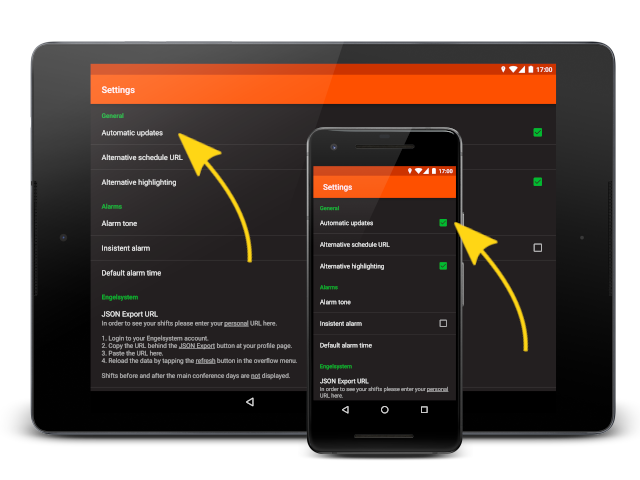 17:00
Settings
General
Automatic updates
Alternative schedule URL
Alternative highlighting
Alarms
Alarm tone
Insistent alarm
Default alarm time
Engelsystem
JSON Export URL
In order to see your shifts please enter your personal URL here.
1. Login to your Engelsystem account.
2. Copy the URL behind the JSON Export button at your profile page.
3. Paste the URL here.
4. Reload the data by tapping the refresh button in the overflow menu.
Shifts before and after the main conference days are not displayed.
17:00
Settings
General
Automatic updates
Alternative schedule URL
Alternative highlighting
Alarms
Alarm tone
Insistent alarm
Default alarm time
Engelsystem
JSON Export URL
In order to see your shifts please enter your personal
URL here.